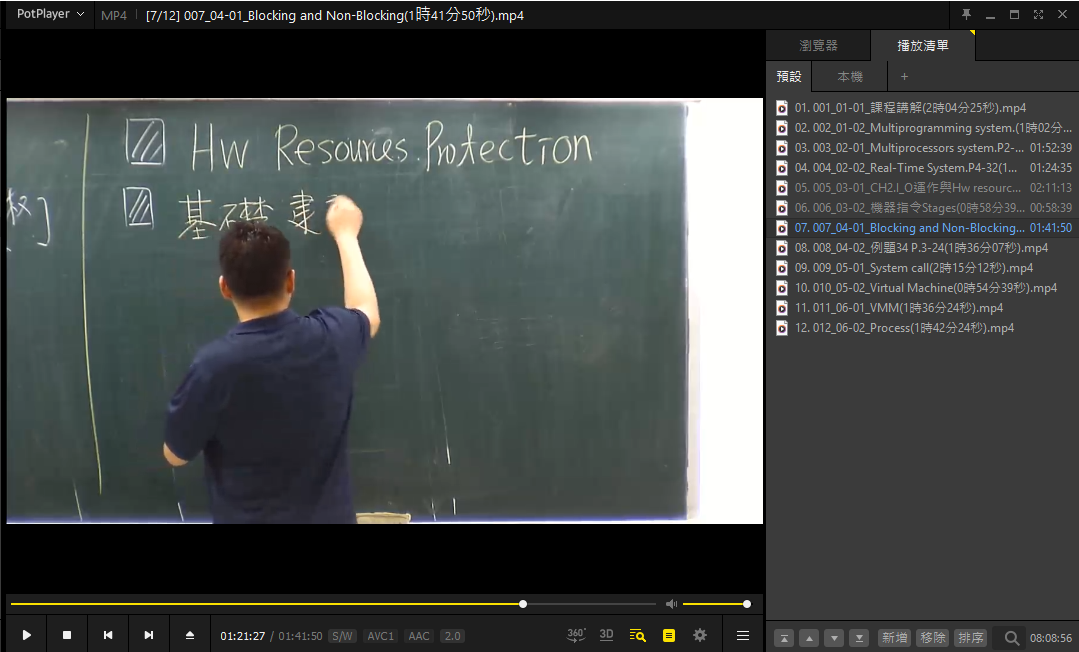 PotPlayer
MP4
[7/12] 007_04-01_Blocking and Non-Blocking(1時41分50秒).mp4
Hw Resources Protection
基礎建
瀏覽器
播放清單
預設
本機
+
01. 001_01-01_課程講解(2時04分25秒).mp4
02. 002_01-02_Multiprogramming system.(1時02分...
03. 003_02-01_Multiprocessors system.P2-... 01:52:39
04. 004_02-02_Real-Time System.P4-32(1... 01:24:35
05. 005_03-01_CH2.I_O運作與Hw resourc... 02:11:13
06. 006_03-02_機器指令Stages(0時58分39... 00:58:39
07. 007_04-01_Blocking and Non-Blocking... 01:41:50
08. 008_04-02_例題34 P.3-24(1時36分07秒).mp4
09. 009_05-01_System call(2時15分12秒).mp4
10. 010_05-02_Virtual Machine(0時54分39秒).mp4
11. 011_06-01_VMM(1時36分24秒).mp4
12. 012_06-02_Process(1時42分24秒).mp4
01:21:27 / 01:41:50 S/W AVC1 AAC 2.0
360° 3D
新增 移除 排序 08:08:56